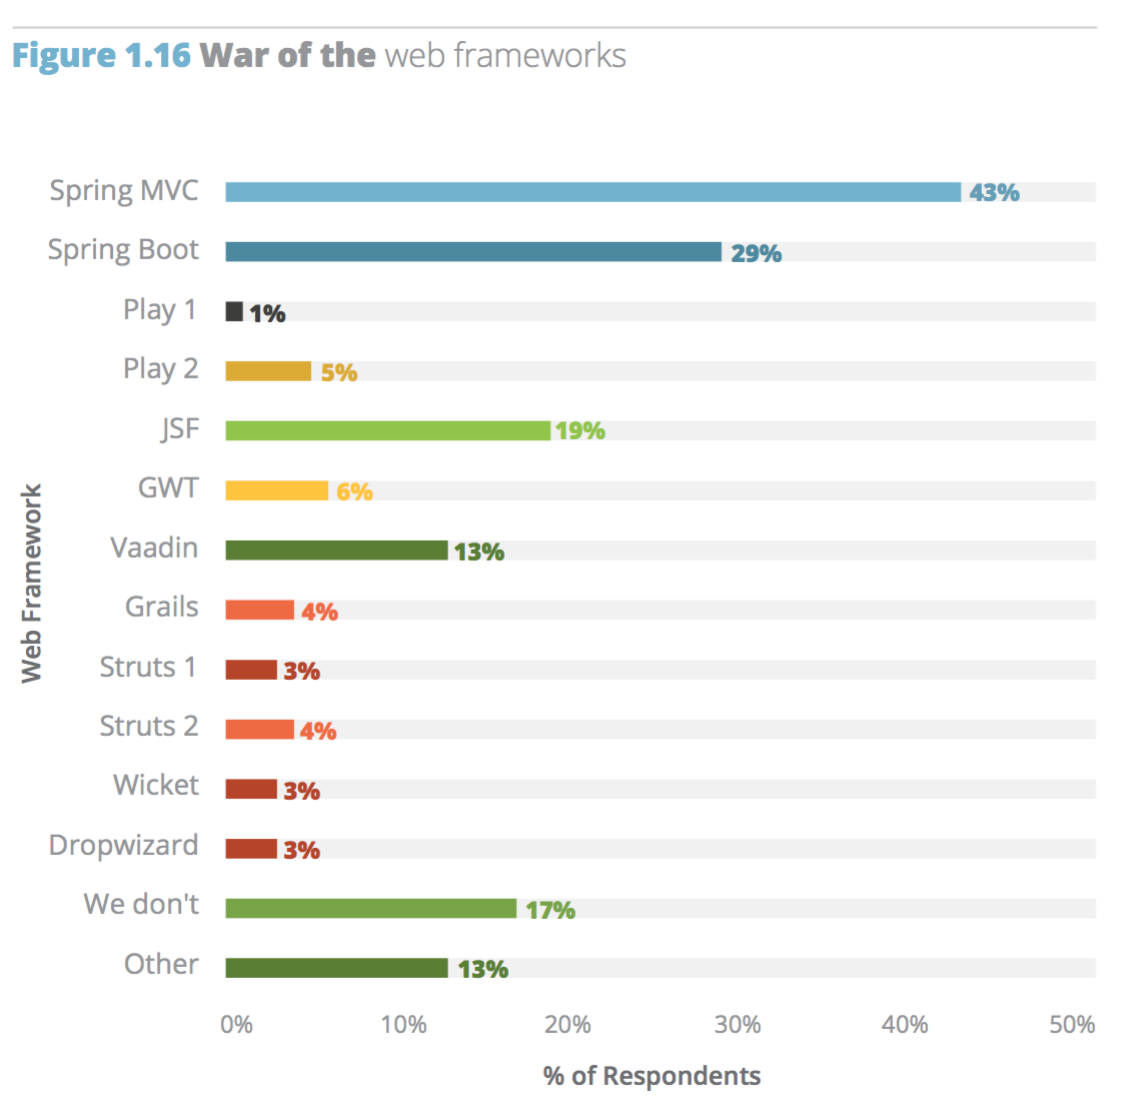 Figure 1.16 War of the web frameworks
Spring MVC 43%
Spring Boot 29%
Play 1 1%
Play 2 5%
JSF 19%
GWT 6%
Vaadin 13%
Grails 4%
Struts 1 3%
Struts 2 4%
Wicket 3%
Dropwizard 3%
We don't 17%
Other 13%
Web Framework
0% 10% 20% 30% 40% 50%
% of Respondents